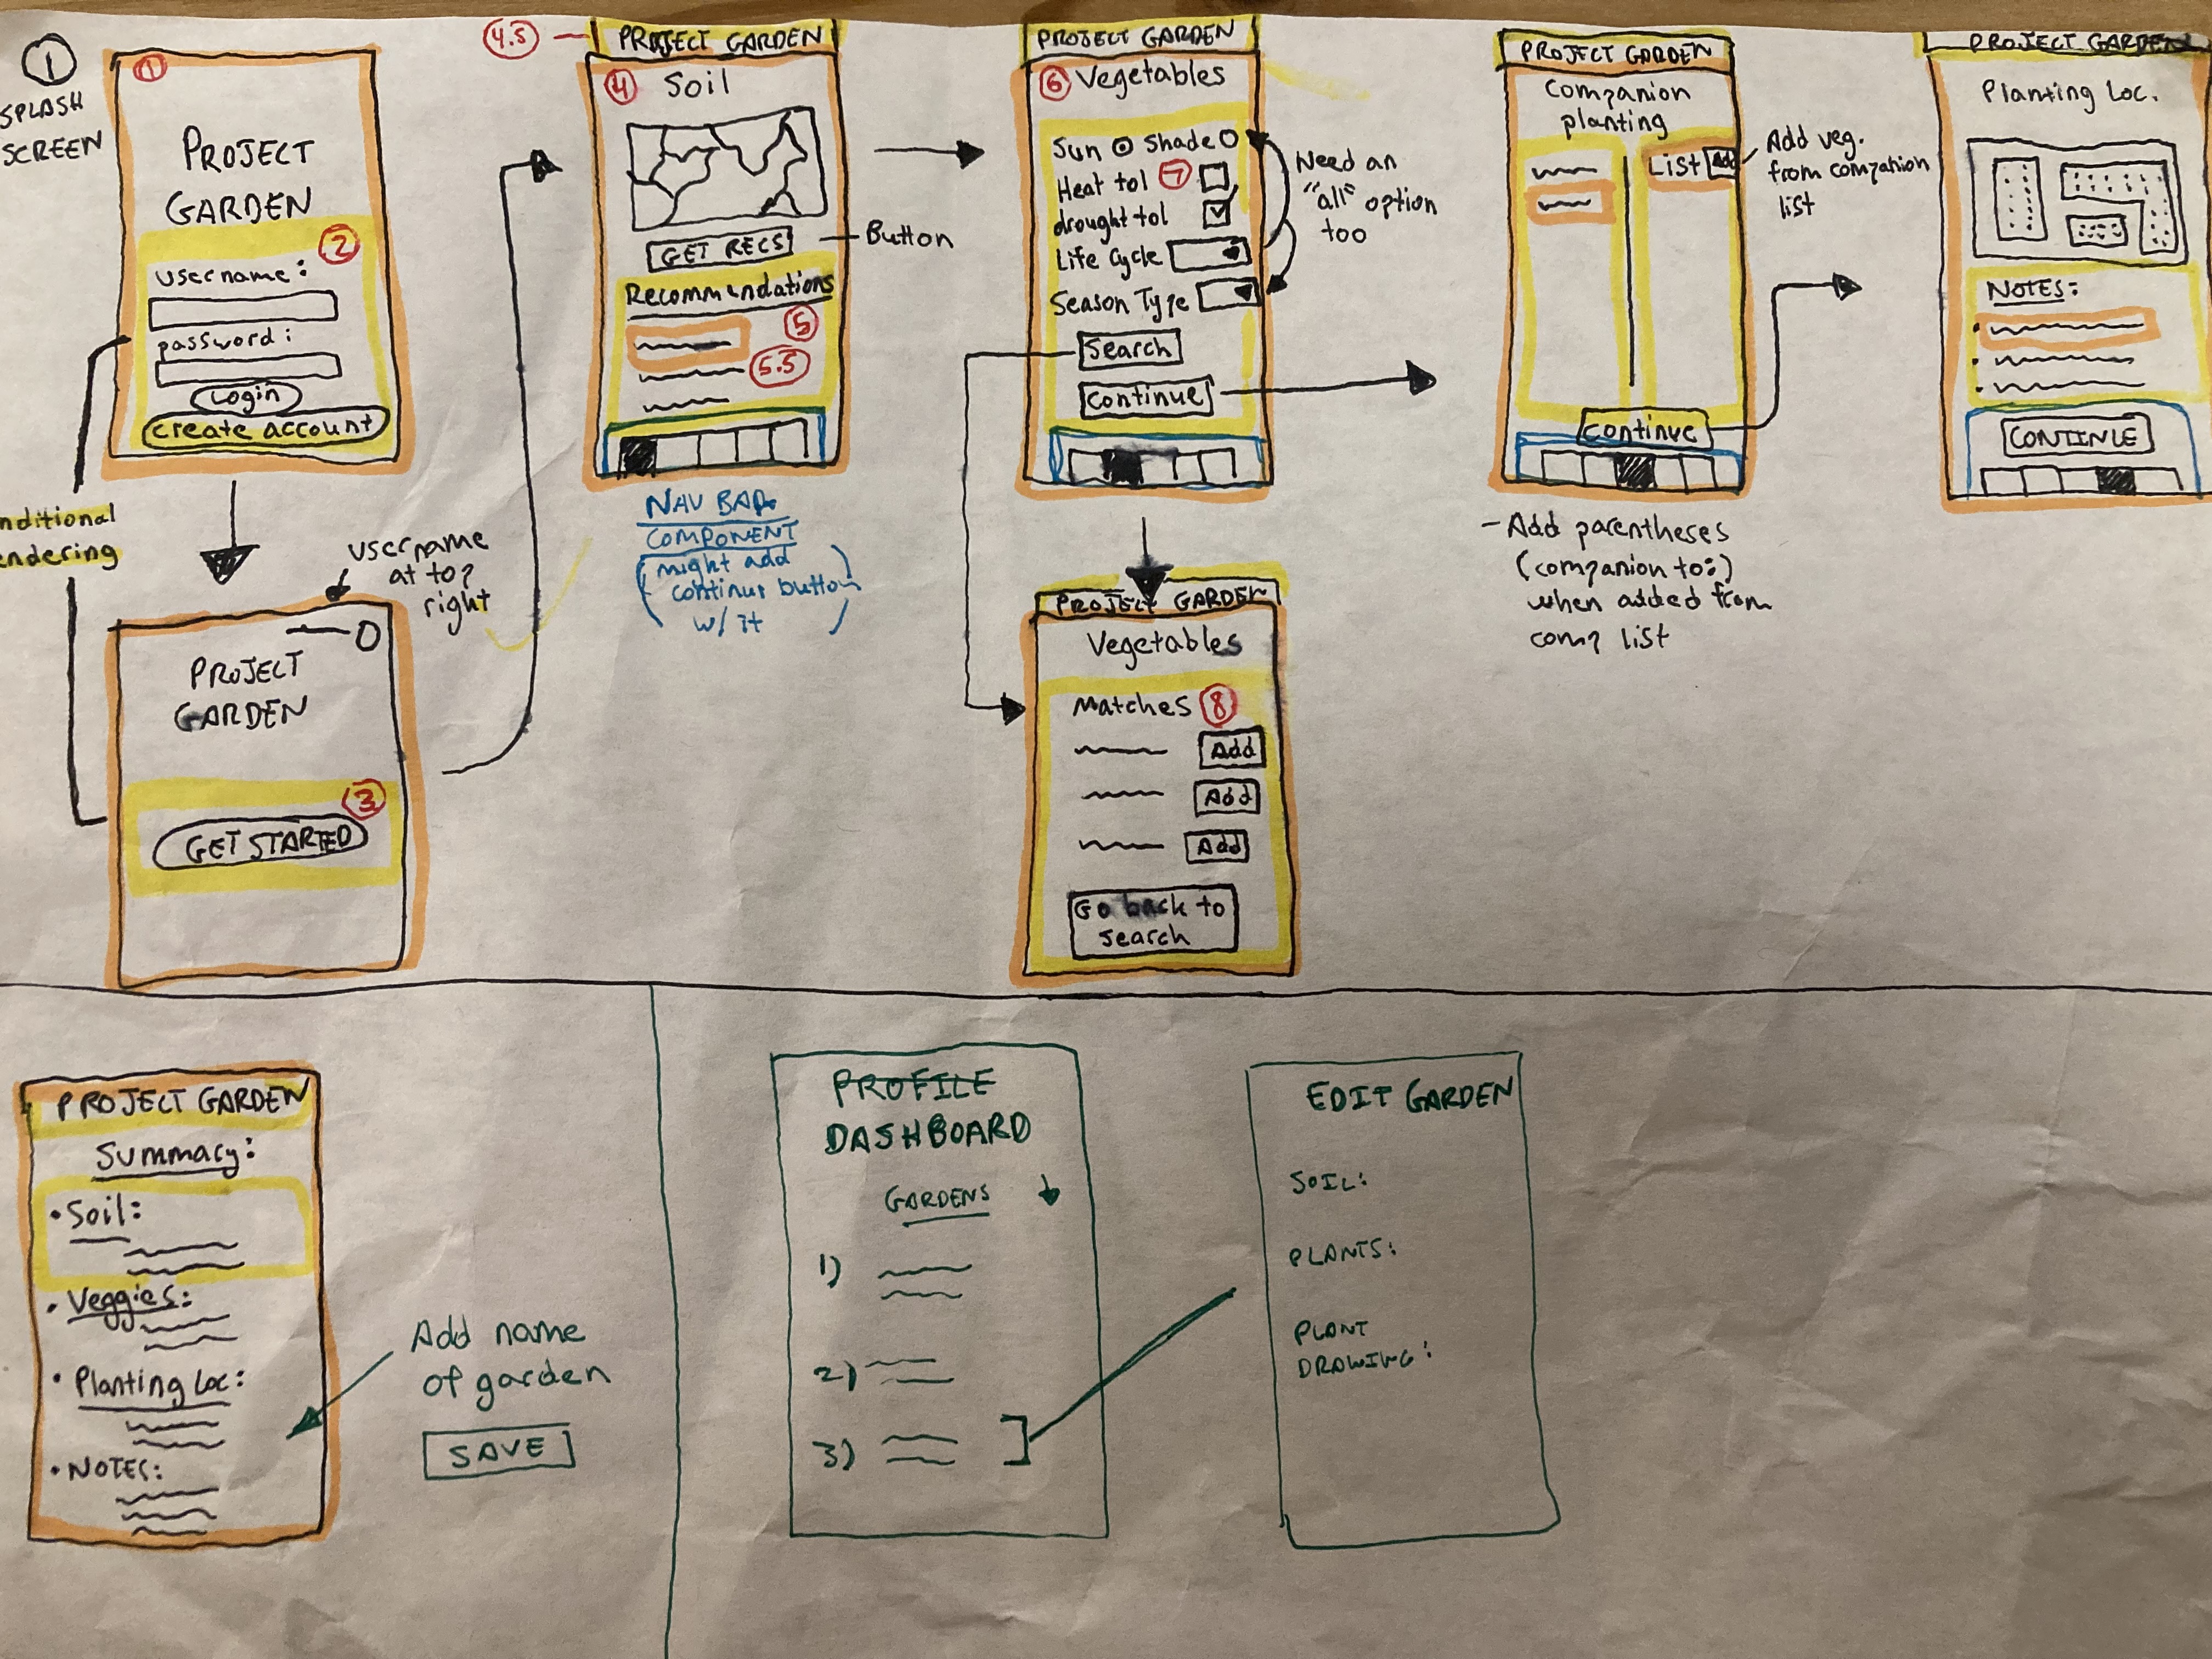 1
SPLASH
SCREEN
1
PROJECT
GARDEN
2
username:
password:
Login
create account
nditional
endering
username
at top
right
PROJECT
GARDEN
3
GET STARTED
4.5
PROJECT GARDEN
4
Soil
GET RECS
Button
Recommendations
5
5.5
NAV BAR
COMPONENT
(might add
continue button
w/ it)
PROJECT GARDEN
6 Vegetables
Sun Shade
Heat tol 7
drought tol
Life Cycle
Season Type
Search
Continue
Need an
"all" option
too
PROJECT GARDEN
Vegetables
Matches 8
Add
Add
Add
Go back to
search
PROJECT GARDEN
Companion
planting
List Add
Add veg.
from companion
list
Continue
- Add parentheses
(companion to:)
when added from
comp list
PROJECT GARDEN
Planting Loc.
NOTES:
CONTINUE
PROJECT GARDEN
Summary:
• Soil:
• Veggies:
• Planting Loc:
• NOTES:
Add name
of garden
SAVE
PROFILE
DASHBOARD
GARDENS
1)
2)
3)
EDIT GARDEN
SOIL:
PLANTS:
PLANT
DRAWING: